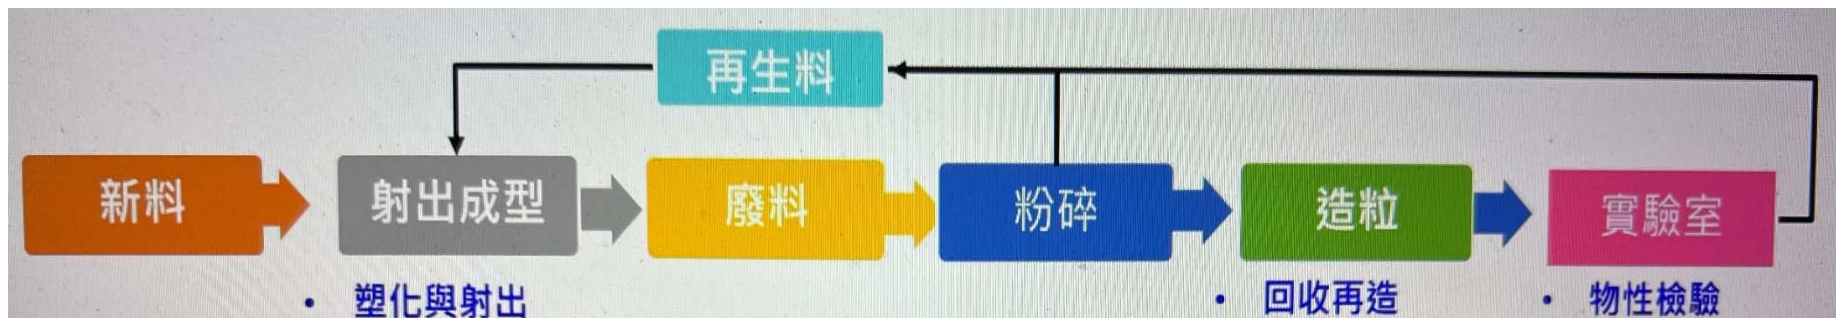 再生料
新料
射出成型
廢料
粉碎
造粒
實驗室
• 塑化與射出
• 回收再造
• 物性檢驗